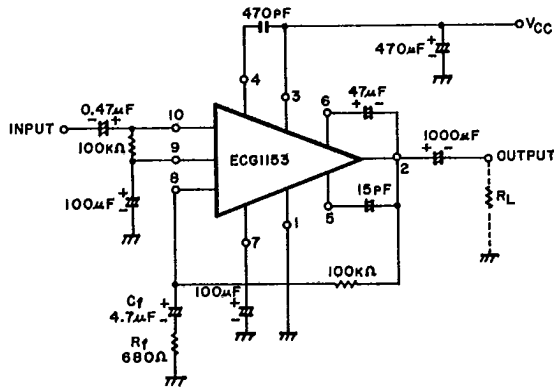 470pF
VCC
470µF
+
-
4
3
6
47µF
+ -
0.47µF
- +
INPUT
10
100kΩ
9
ECG1153
8
2
1000µF
+ -
OUTPUT
15pF
5
RL
100µF
+
-
7
1
100kΩ
100µF
+
-
Cf
4.7µF
+
-
Rf
680Ω